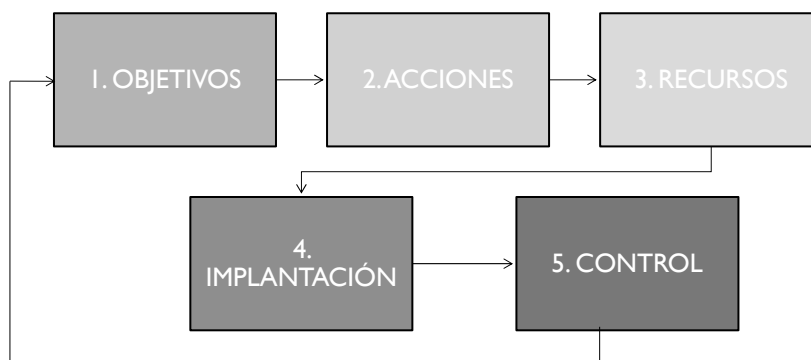 1. OBJETIVOS
2. ACCIONES
3. RECURSOS
4.
IMPLANTACIÓN
5. CONTROL